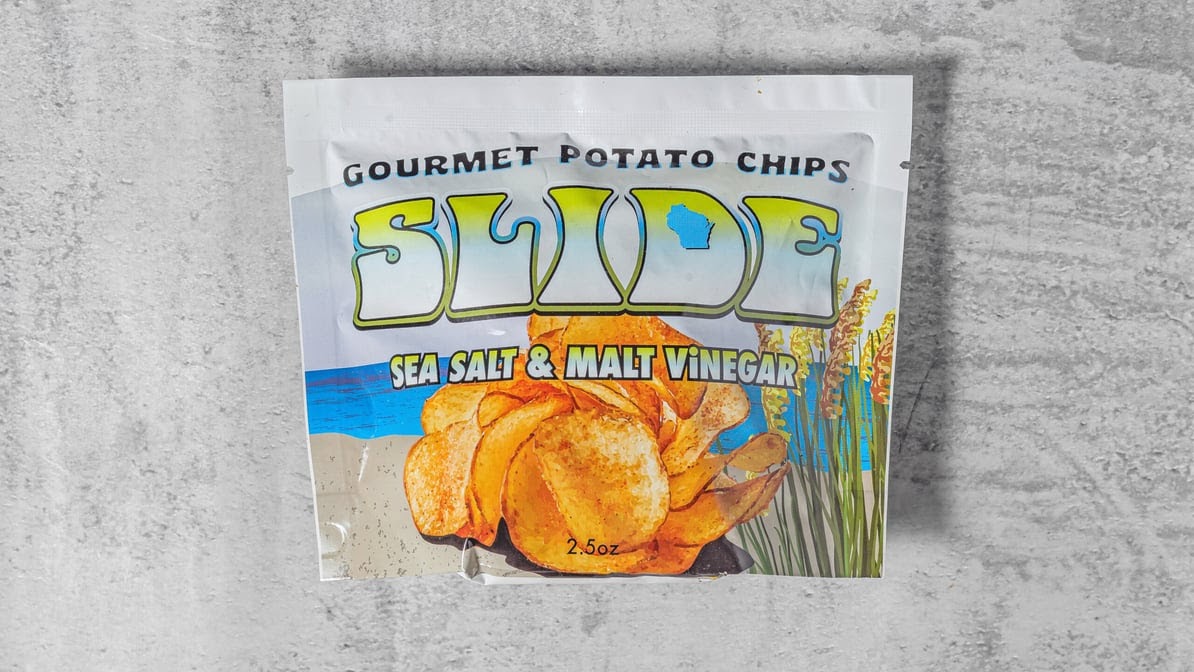 GOURMET POTATO CHIPS
SLIDE
SEA SALT & MALT ViNEGAR
2.5oz